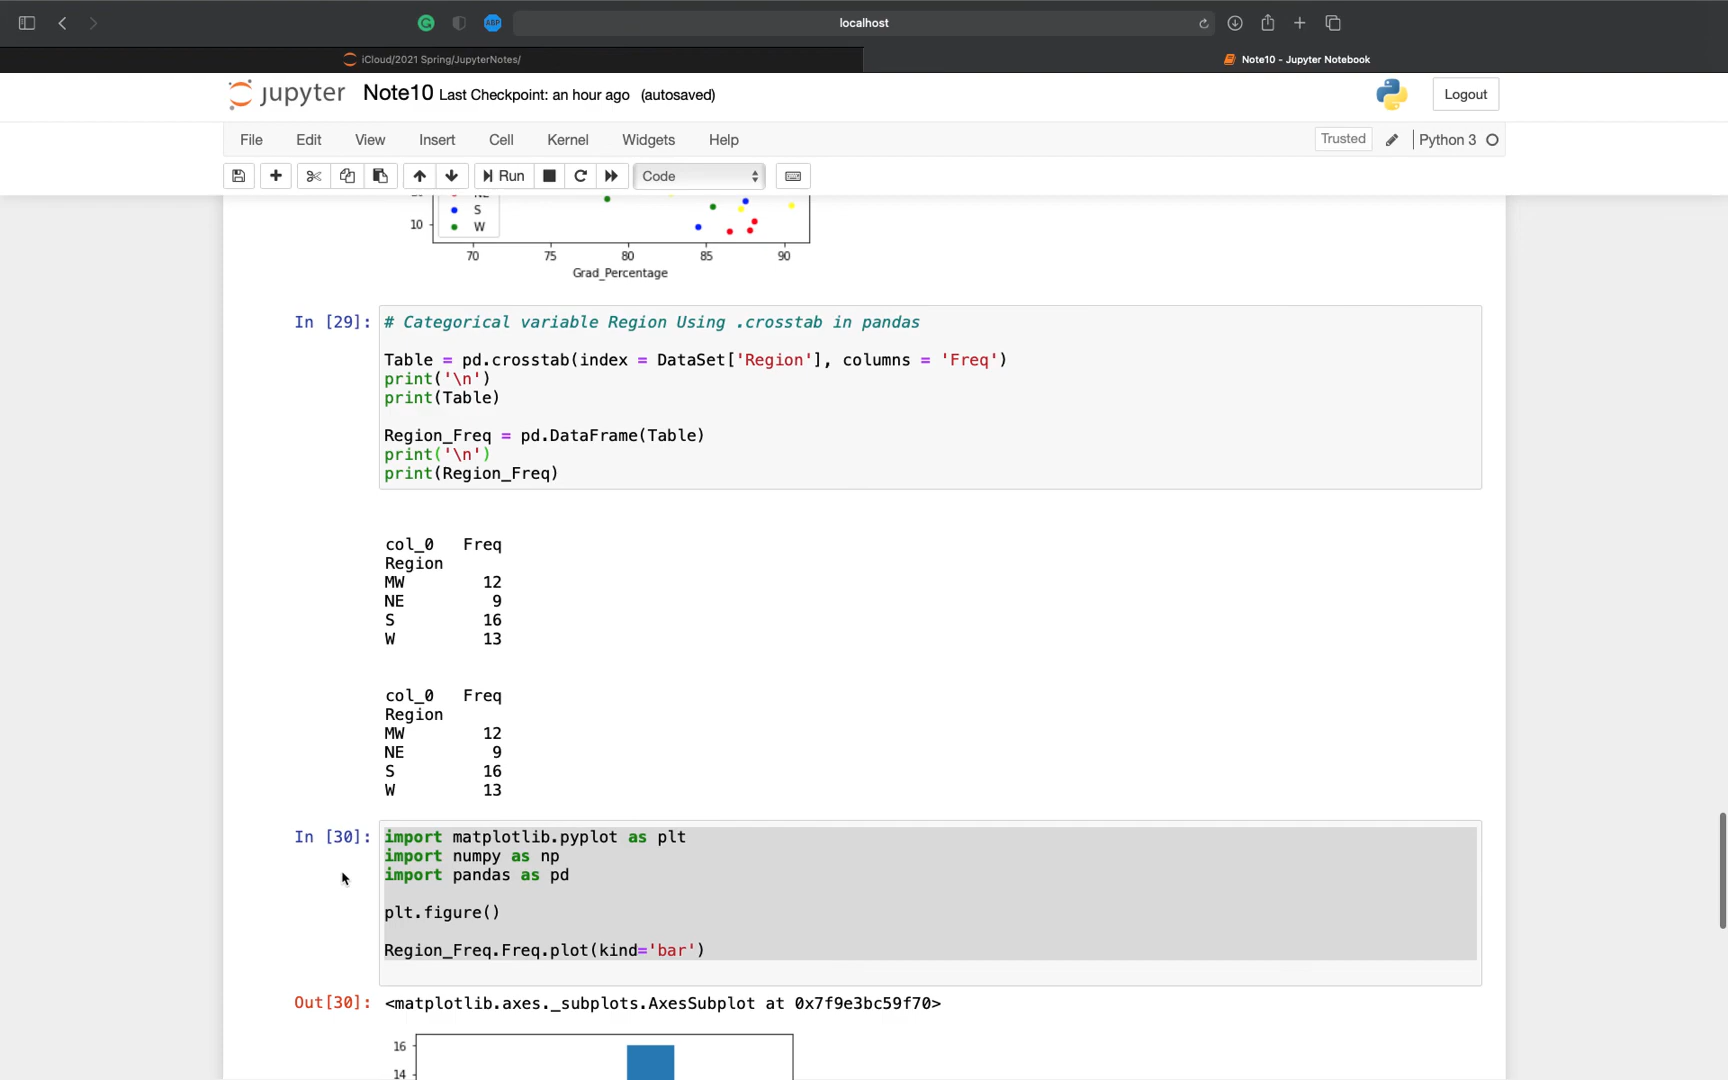 localhost
iCloud/2021 Spring/JupyterNotes/
Note10 - Jupyter Notebook
jupyter Note10 Last Checkpoint: an hour ago (autosaved)
Logout
File Edit View Insert Cell Kernel Widgets Help
Trusted Python 3
Run Code
ABP
NE
S
W
10
70 75 80 85 90
Grad_Percentage
In [29]: # Categorical variable Region Using .crosstab in pandas
Table = pd.crosstab(index = DataSet['Region'], columns = 'Freq')
print('\n')
print(Table)
Region_Freq = pd.DataFrame(Table)
print('\n')
print(Region_Freq)
col_0 Freq
Region
MW 12
NE 9
S 16
W 13
col_0 Freq
Region
MW 12
NE 9
S 16
W 13
In [30]: import matplotlib.pyplot as plt
import numpy as np
import pandas as pd
plt.figure()
Region_Freq.Freq.plot(kind='bar')
Out[30]: <matplotlib.axes._subplots.AxesSubplot at 0x7f9e3bc59f70>
16
14